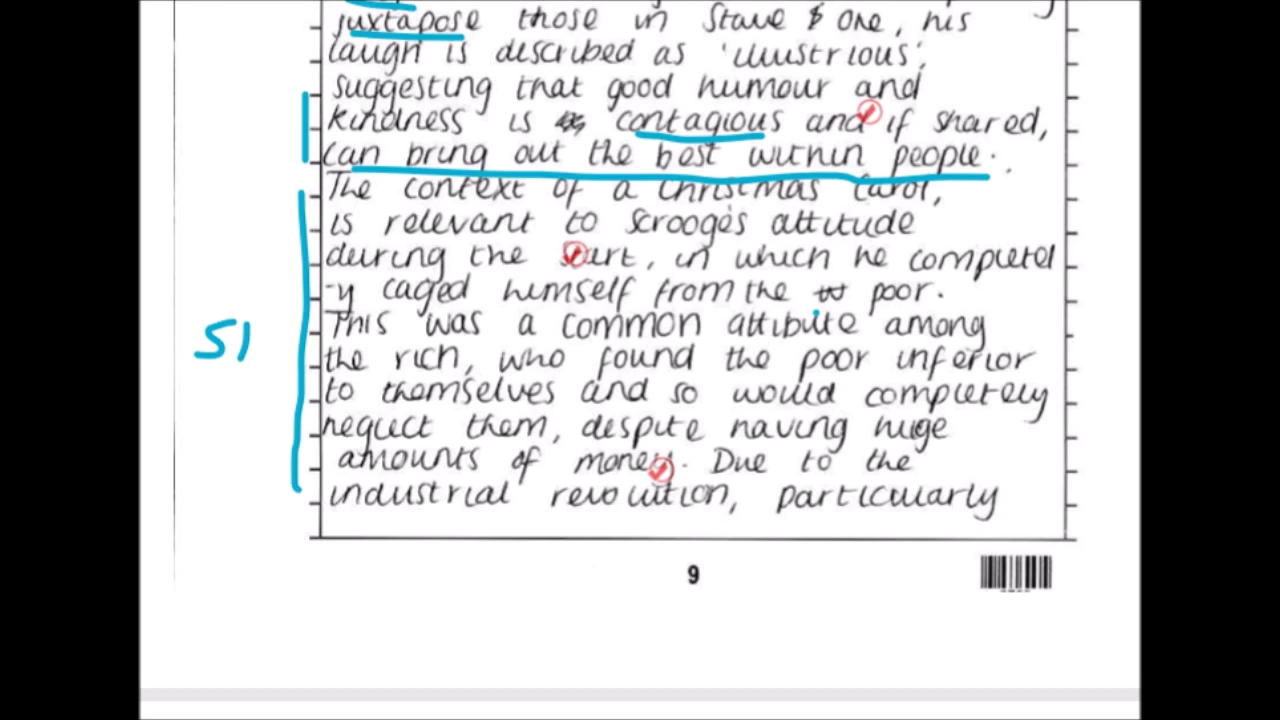 juxtapose those in Stave one, his
laugh is described as 'illustrious',
suggesting that good humour and
kindness is contagious and if shared,
can bring out the best within people.
The context of a Christmas Carol,
is relevant to Scrooge's attitude
during the start, in which he completel
-y caged himself from the poor.
This was a common attibute among
the rich, who found the poor inferior
to themselves and so would completely
neglect them, despite having huge
amounts of money. Due to the
industrial revolution, particularly
51
9